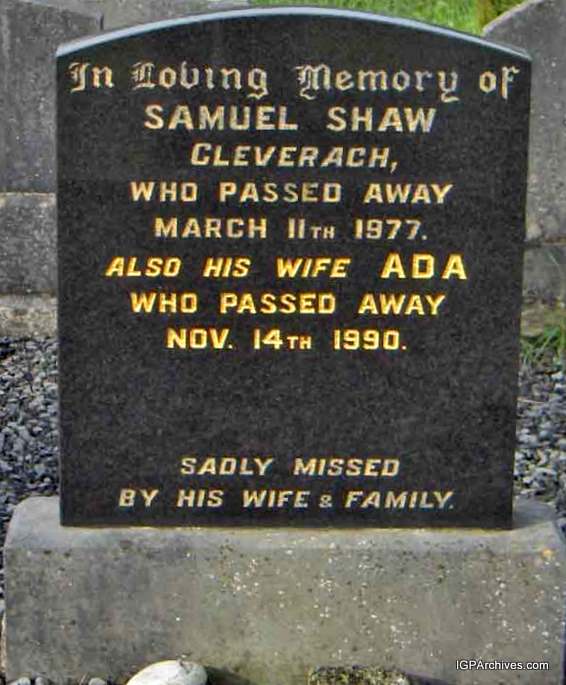 In Loving Memory of
SAMUEL SHAW
CLEVERACH,
WHO PASSED AWAY
MARCH 11TH 1977.
ALSO HIS WIFE ADA
WHO PASSED AWAY
NOV. 14TH 1990.
SADLY MISSED
BY HIS WIFE & FAMILY.
IGPArchives.com